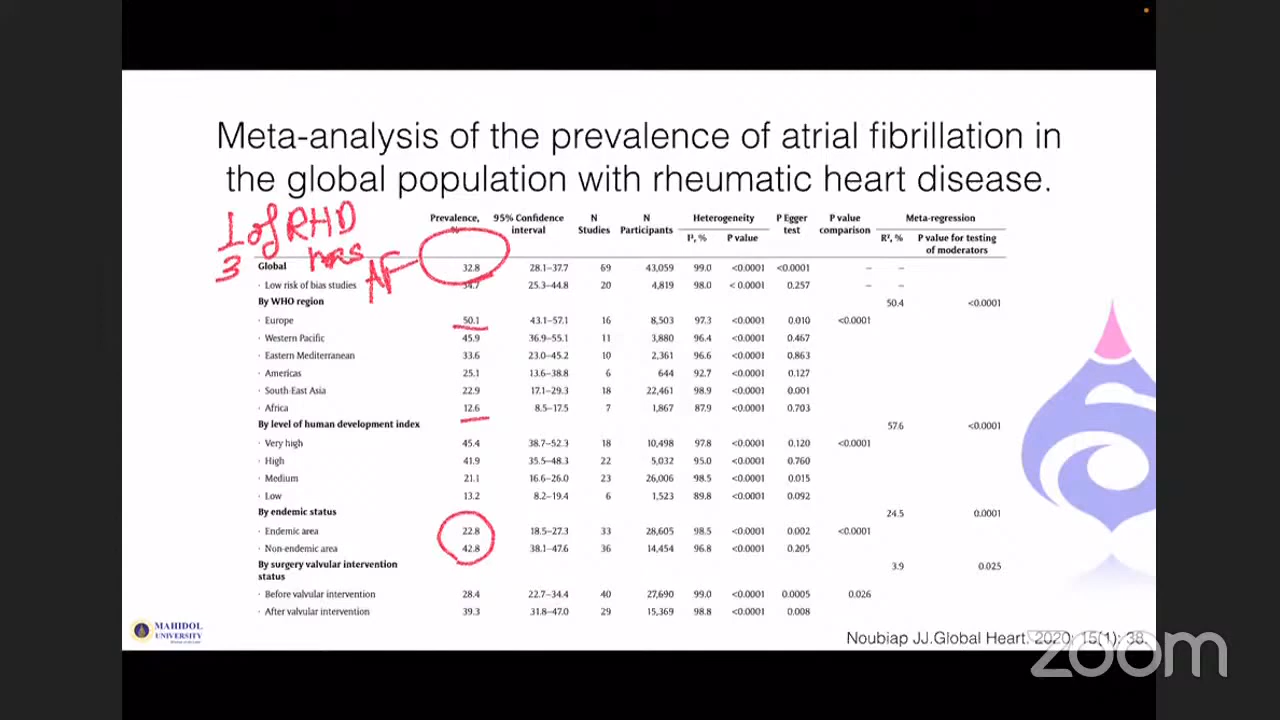 Meta-analysis of the prevalence of atrial fibrillation in
the global population with rheumatic heart disease.
1/3 of RHD has AF
Prevalence, % 95% Confidence interval N Studies N Participants Heterogeneity P Egger test P value comparison Meta-regression
I², % P value R², % P value for testing of moderators
Global 32.8 28.1–37.7 69 43,059 99.0 <0.0001 <0.0001 – –
· Low risk of bias studies 34.7 25.3–44.8 20 4,819 98.0 < 0.0001 0.257 – –
By WHO region 50.4 <0.0001
· Europe 50.1 43.1–57.1 16 8,503 97.3 <0.0001 0.010 <0.0001
· Western Pacific 45.9 36.9–55.1 11 3,880 96.4 <0.0001 0.467
· Eastern Mediterranean 33.6 23.0–45.2 10 2,361 96.6 <0.0001 0.863
· Americas 25.1 13.6–38.8 6 644 92.7 <0.0001 0.127
· South-East Asia 22.9 17.1–29.3 18 22,461 98.9 <0.0001 0.001
· Africa 12.6 8.5–17.5 7 1,867 87.9 <0.0001 0.703
By level of human development index 57.6 <0.0001
· Very high 45.4 38.7–52.3 18 10,498 97.8 <0.0001 0.120 <0.0001
· High 41.9 35.5–48.3 22 5,032 95.0 <0.0001 0.760
· Medium 21.1 16.6–26.0 23 26,006 98.5 <0.0001 0.015
· Low 13.2 8.2–19.4 6 1,523 89.8 <0.0001 0.092
By endemic status 24.5 0.0001
· Endemic area 22.8 18.5–27.3 33 28,605 98.5 <0.0001 0.002 <0.0001
· Non-endemic area 42.8 38.1–47.6 36 14,454 96.8 <0.0001 0.205
By surgery valvular intervention status 3.9 0.025
· Before valvular intervention 28.4 22.7–34.4 40 27,690 99.0 <0.0001 0.0005 0.026
· After valvular intervention 39.3 31.8–47.0 29 15,369 98.8 <0.0001 0.008
MAHIDOL
UNIVERSITY
Noubiap JJ.Global Heart. 2020; 15(1): 38.
zoom